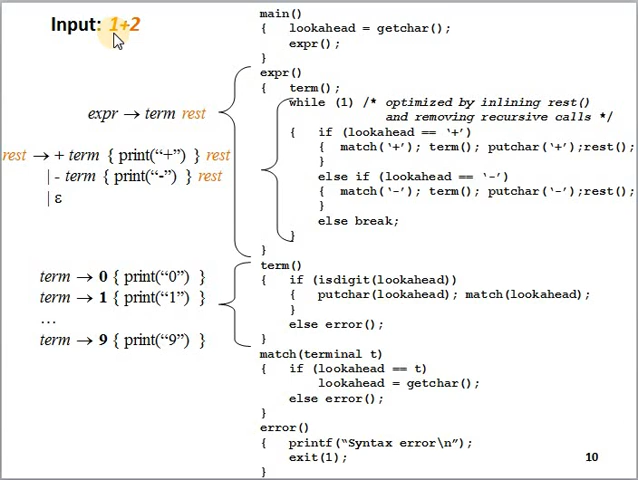 Input: 1+2
expr → term rest
rest → + term { print(“+”) } rest
| - term { print(“-”) } rest
| ε
term → 0 { print(“0”) }
term → 1 { print(“1”) }
...
term → 9 { print(“9”) }
main()
{ lookahead = getchar();
expr();
}
expr()
{ term();
while (1) /* optimized by inlining rest()
and removing recursive calls */
{ if (lookahead == ‘+’)
{ match(‘+’); term(); putchar(‘+’);rest();
}
else if (lookahead == ‘-’)
{ match(‘-’); term(); putchar(‘-’);rest();
}
else break;
}
}
term()
{ if (isdigit(lookahead))
{ putchar(lookahead); match(lookahead);
}
else error();
}
match(terminal t)
{ if (lookahead == t)
lookahead = getchar();
else error();
}
error()
{ printf(“Syntax error\n”);
exit(1);
}
10